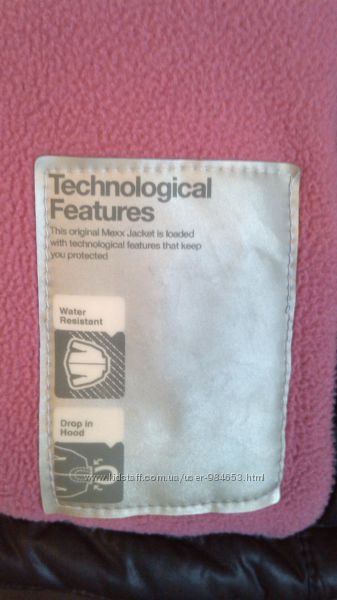 Technological
Features
This original Mexx Jacket is loaded
with technological features that keep
you protected
Water
Resistant
Drop in
Hood
www.kidstaff.com.ua/user-984653.html